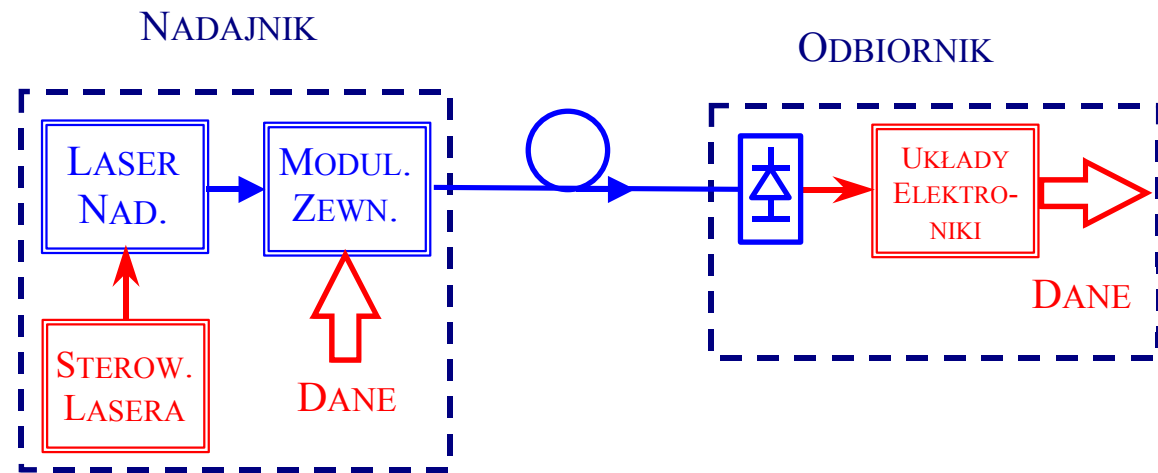 NADAJNIK
ODBIORNIK
LASER
NAD.
MODUL.
ZEWN.
STEROW.
LASERA
DANE
UKŁADY
ELEKTRO-
NIKI
DANE